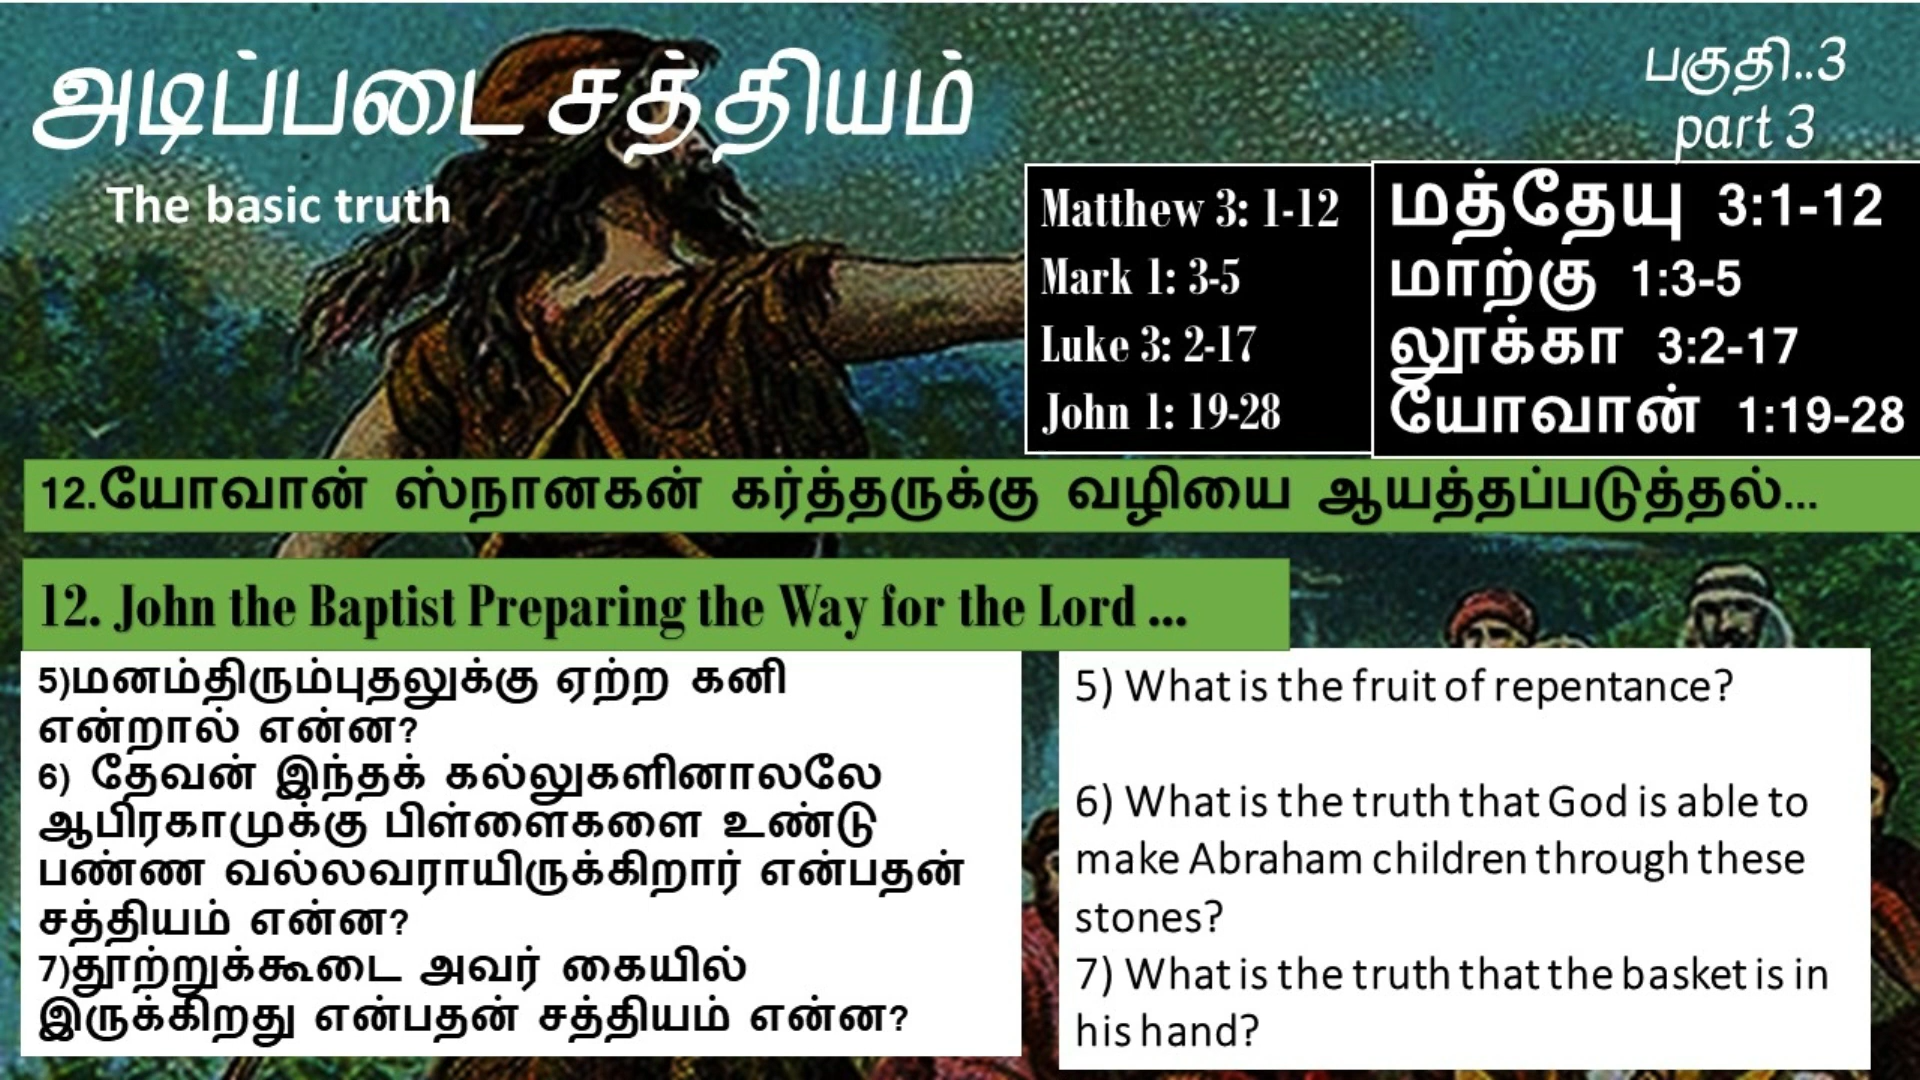 அடிப்படை சத்தியம்
The basic truth
பகுதி..3
part 3
Matthew 3: 1-12
Mark 1: 3-5
Luke 3: 2-17
John 1: 19-28
மத்தேயு 3:1-12
மாற்கு 1:3-5
லூக்கா 3:2-17
யோவான் 1:19-28
12.யோவான் ஸ்நானகன் கர்த்தருக்கு வழியை ஆயத்தப்படுத்தல்...
12. John the Baptist Preparing the Way for the Lord ...
5)மனம்திரும்புதலுக்கு ஏற்ற கனி
என்றால் என்ன?
6) தேவன் இந்தக் கல்லுகளினாலலே
ஆபிரகாமுக்கு பிள்ளைகளை உண்டு
பண்ண வல்லவராயிருக்கிறார் என்பதன்
சத்தியம் என்ன?
7)தூற்றுக்கூடை அவர் கையில்
இருக்கிறது என்பதன் சத்தியம் என்ன?
5) What is the fruit of repentance?
6) What is the truth that God is able to
make Abraham children through these
stones?
7) What is the truth that the basket is in
his hand?